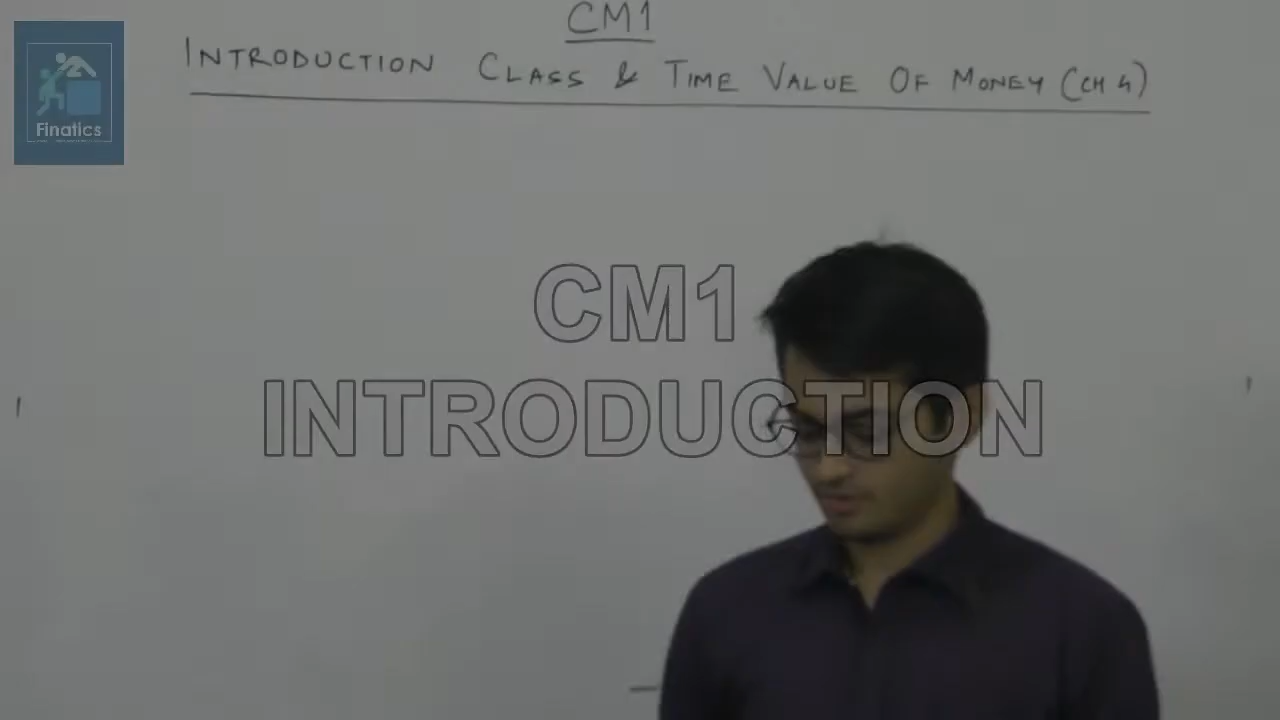 CM1
INTRODUCTION CLASS & TIME VALUE OF MONEY (CH 4)
Finatics
CM1
INTRODUCTION